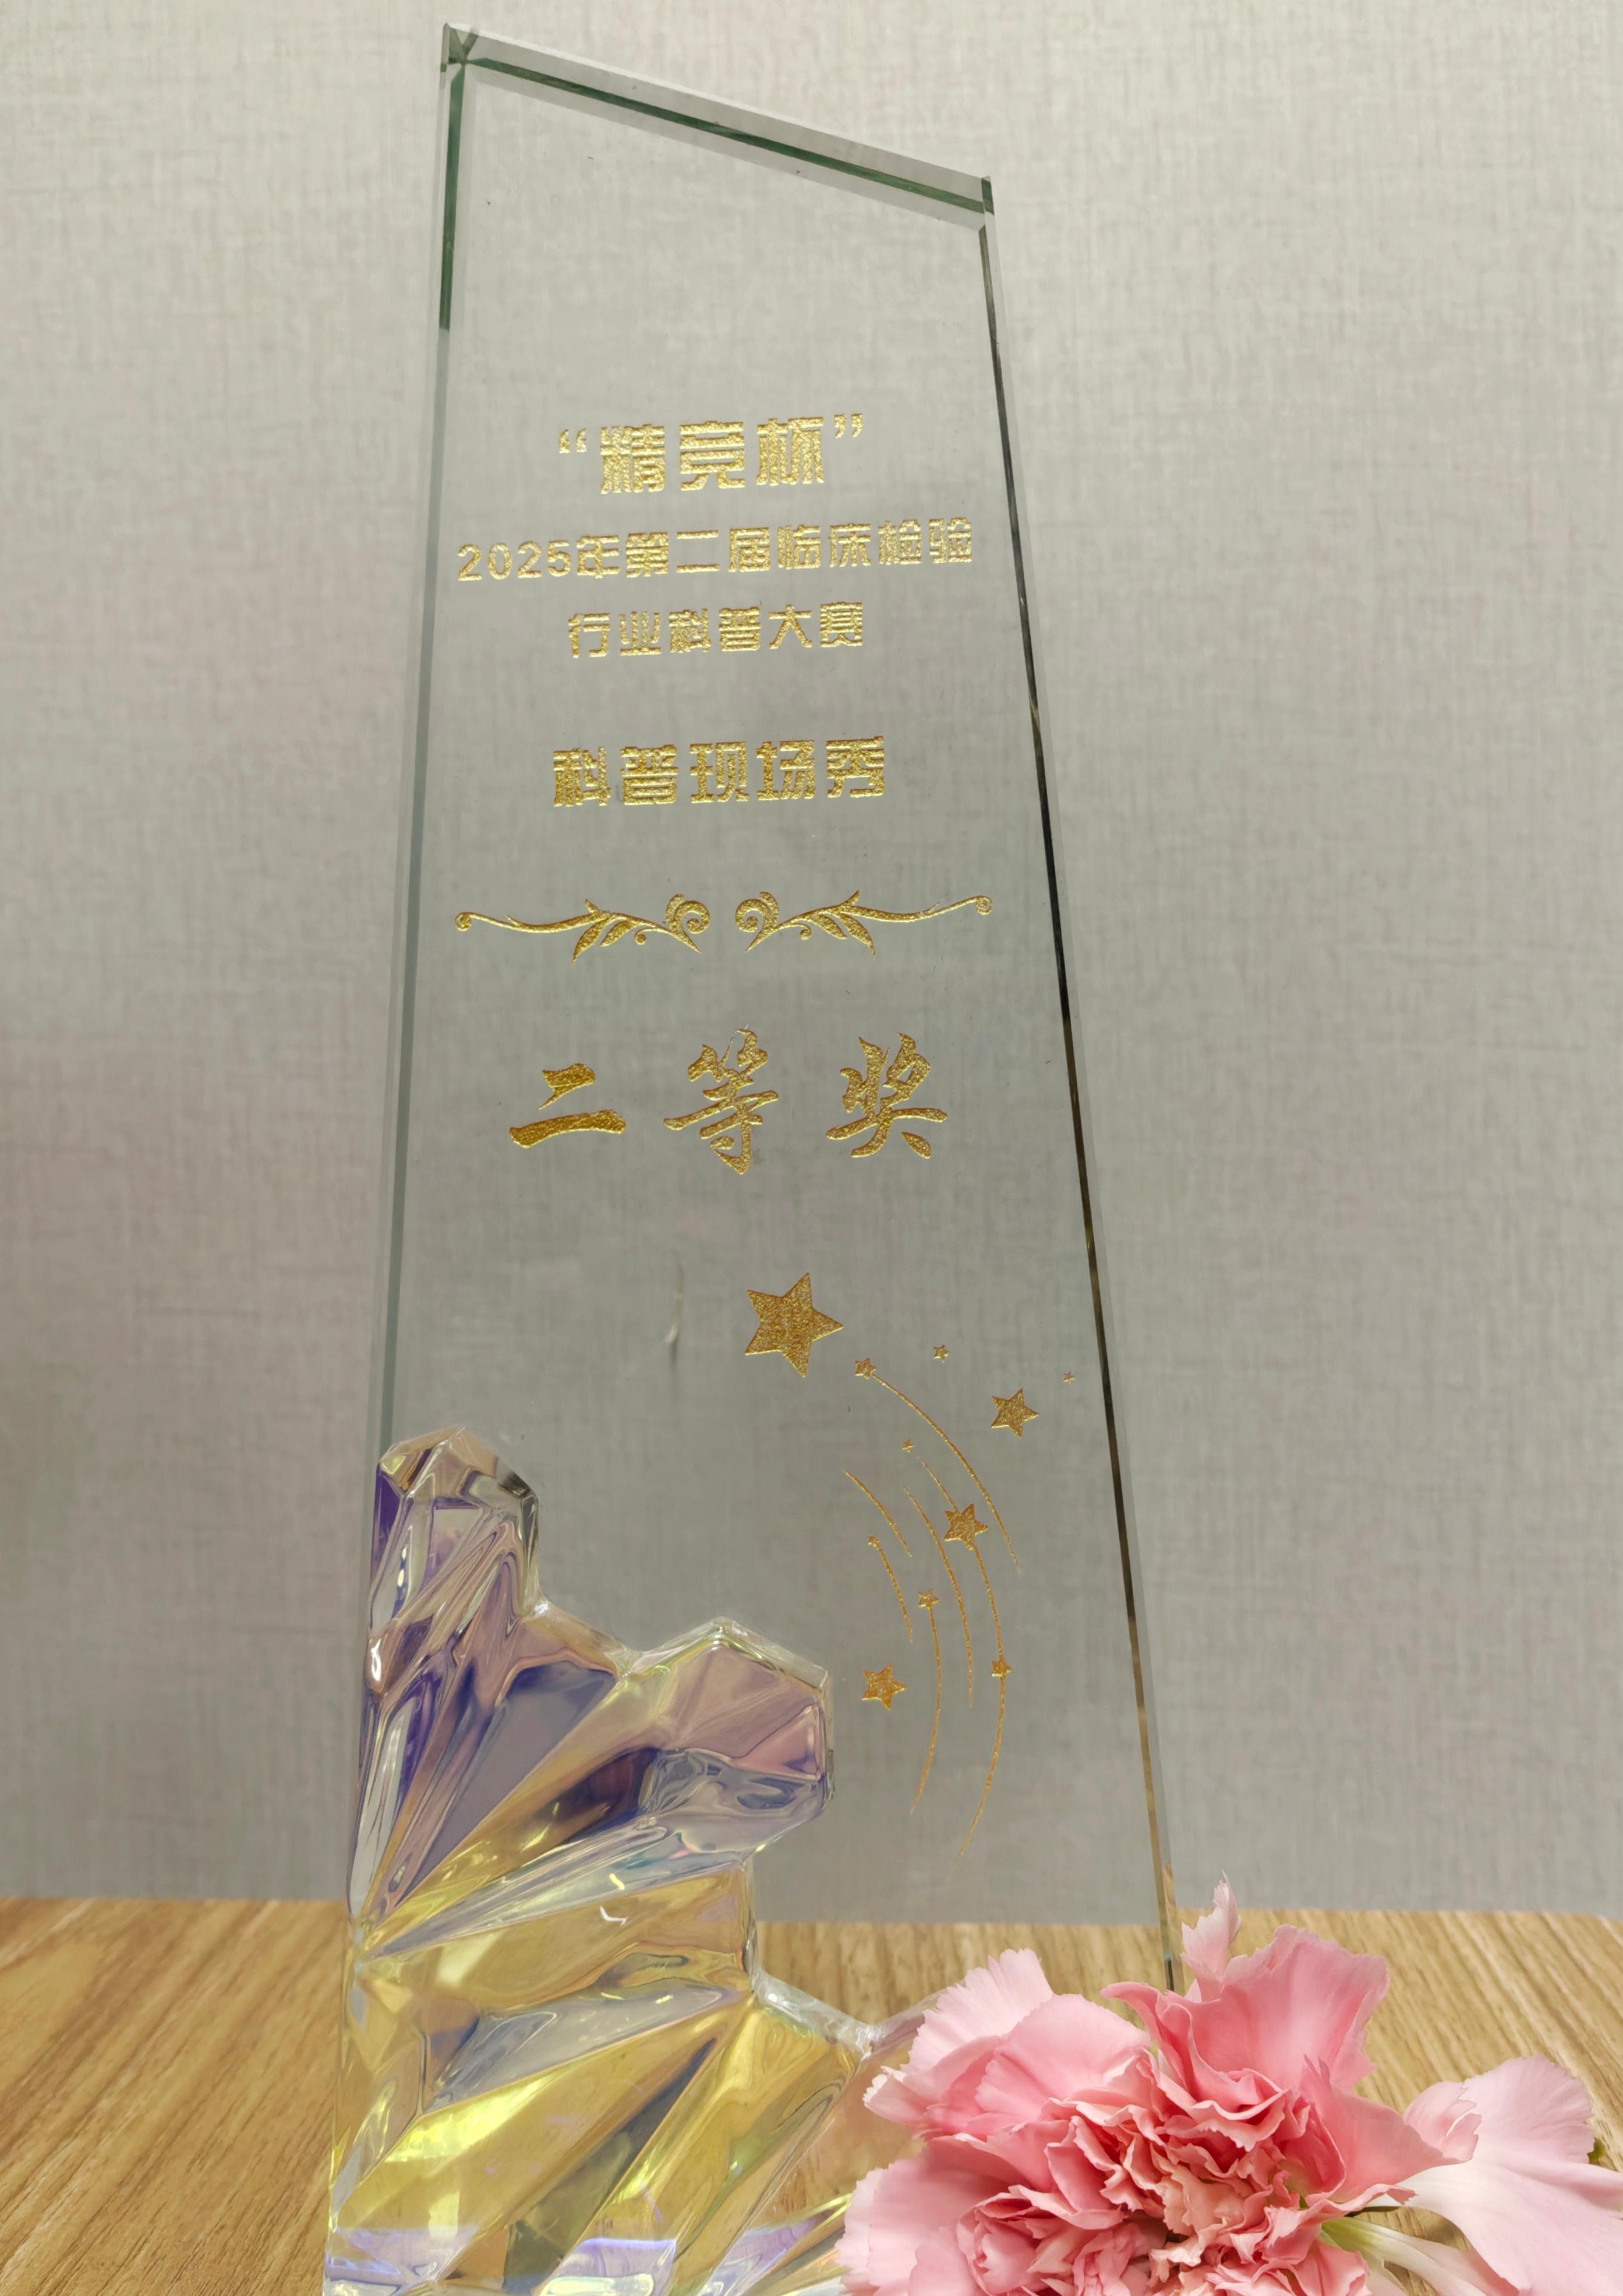 “精竞杯”
2025年第二届临床检验
行业科普大赛
科普现场秀
二等奖